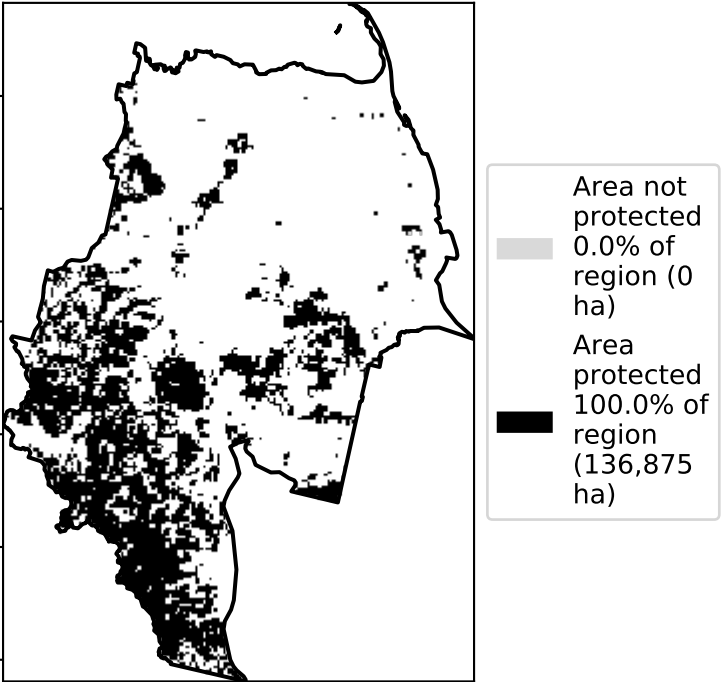 Area not
protected
0.0% of
region (0
ha)
Area
protected
100.0% of
region
(136,875
ha)